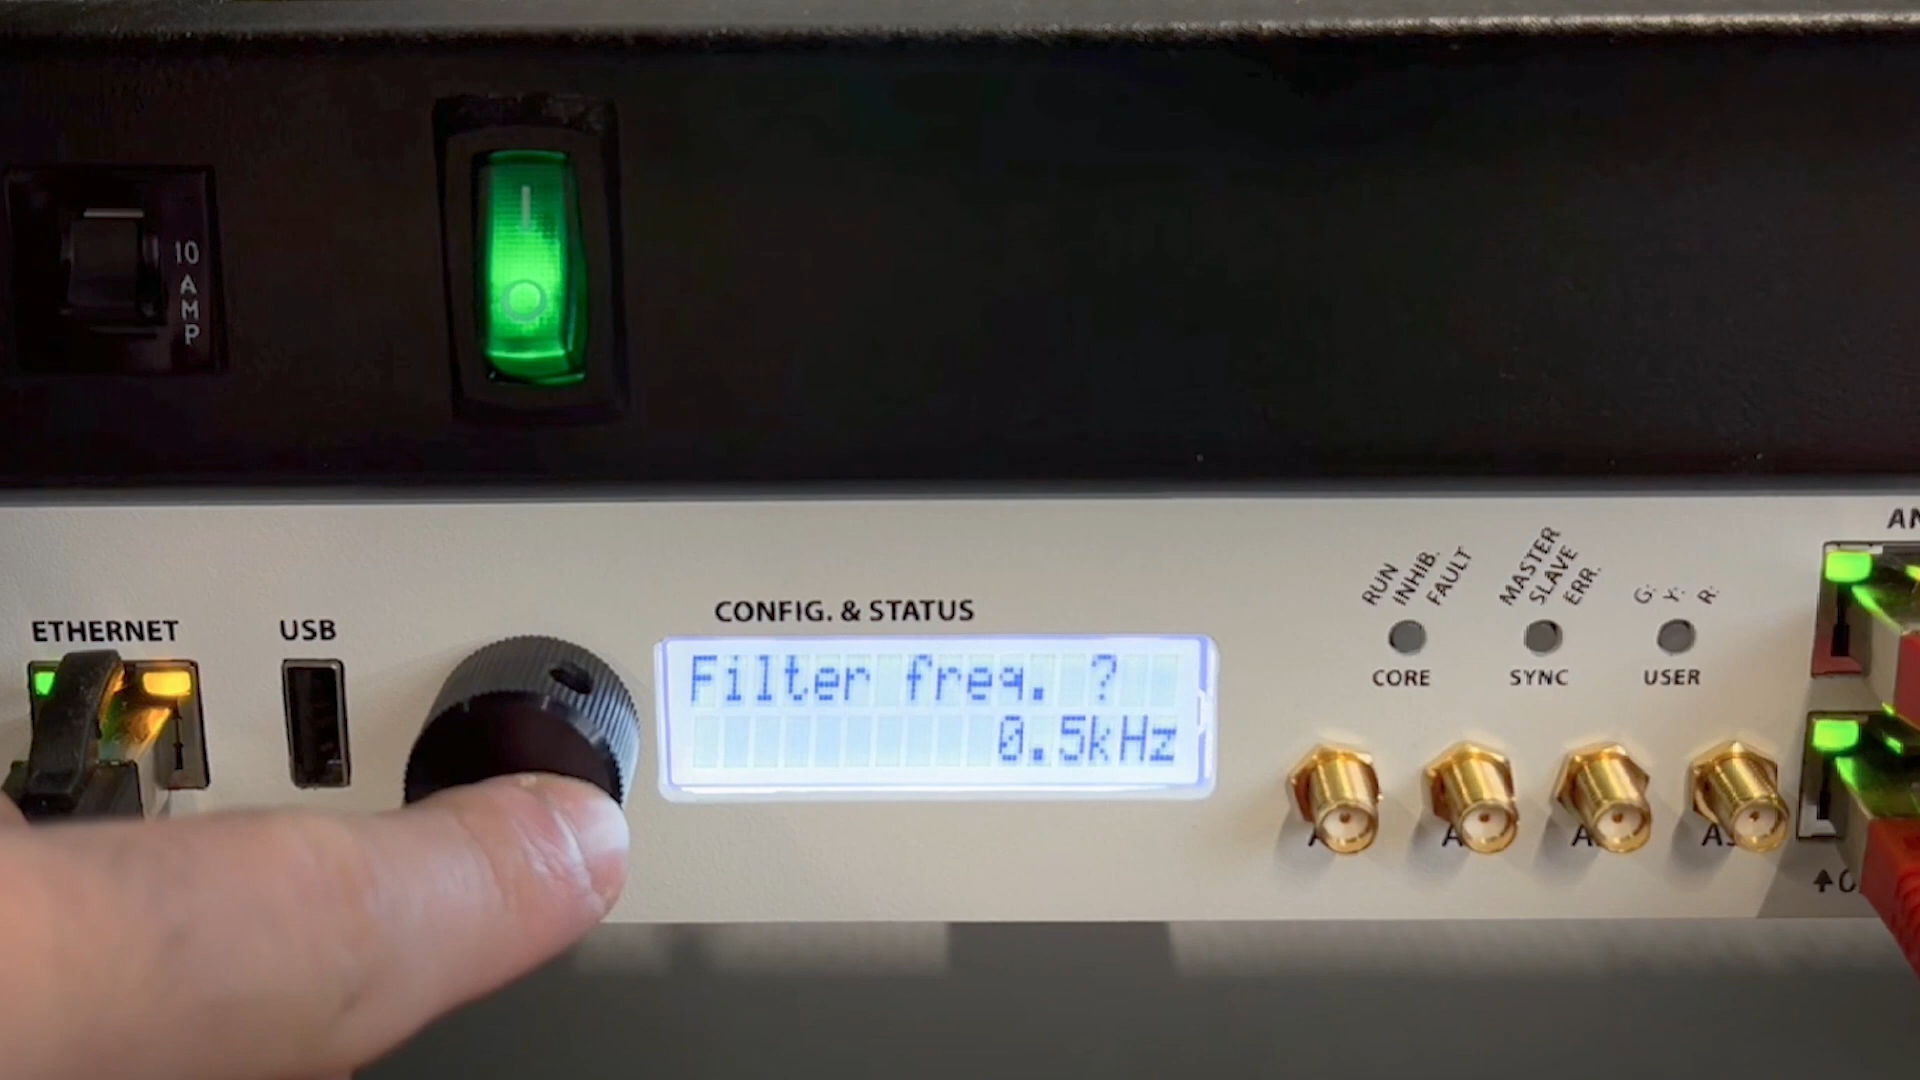 10
AMP
ETHERNET
USB
CONFIG. & STATUS
Filter freq. ?
0.5kHz
RUN
INHIB.
FAULT
MASTER
SLAVE
ERR.
G:
Y:
R:
CORE
SYNC
USER